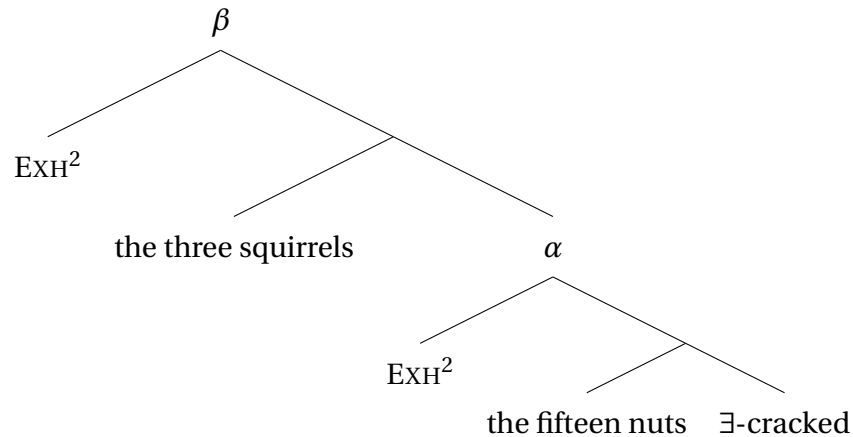 β
EXH²
the three squirrels
α
EXH²
the fifteen nuts ∃-cracked